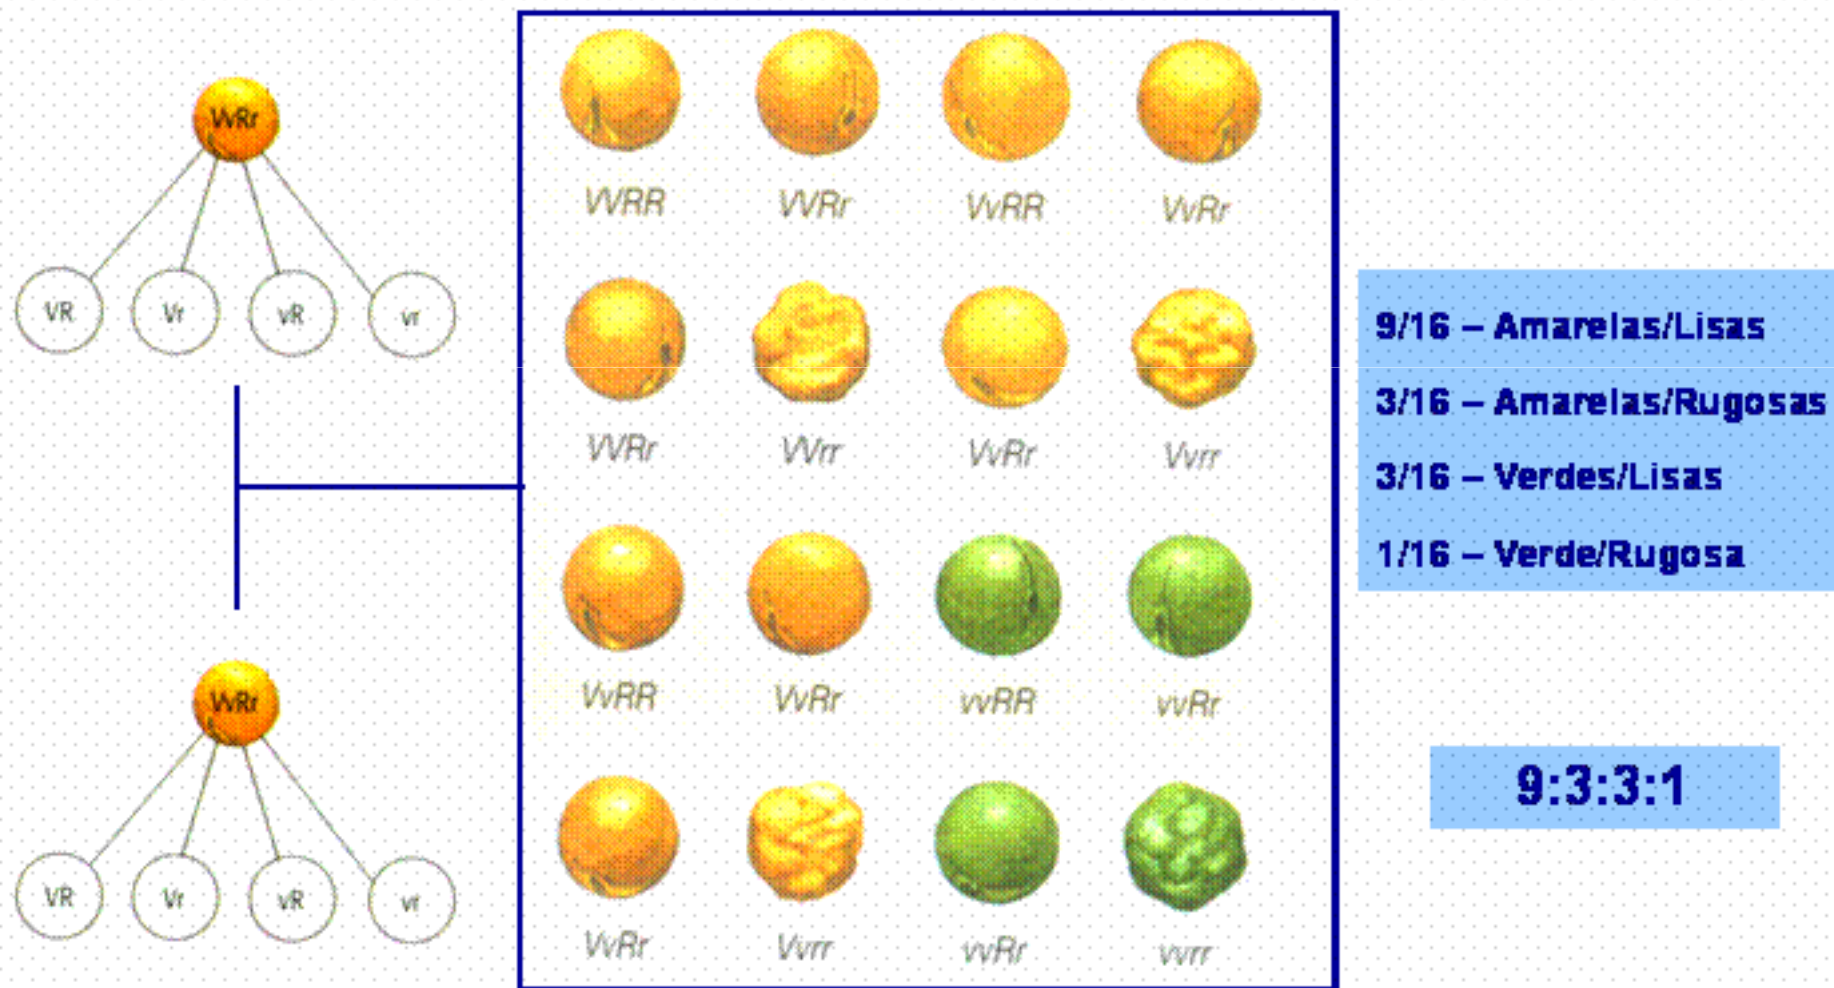 VvRr
VR Vr vR vr
VvRr
VR Vr vR vr
VVRR VVRr VvRR VvRr
VVRr VVrr VvRr Vvrr
VvRR VvRr vvRR vvRr
VvRr Vvrr vvRr vvrr
9/16 – Amarelas/Lisas
3/16 – Amarelas/Rugosas
3/16 – Verdes/Lisas
1/16 – Verde/Rugosa
9:3:3:1